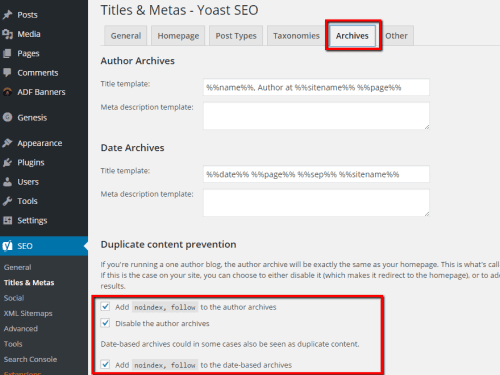 Titles & Metas - Yoast SEO
General
Homepage
Post Types
Taxonomies
Archives
Other
Posts
Media
Pages
Comments
ADF Banners
Genesis
Appearance
Plugins
Users
Tools
Settings
SEO
General
Titles & Metas
Social
XML Sitemaps
Advanced
Tools
Search Console
Extensions
Author Archives
Title template:
%%name%%, Author at %%sitename%% %%page%%
Meta description template:
Date Archives
Title template:
%%date%% %%page%% %%sep%% %%sitename%%
Meta description template:
Duplicate content prevention
If you're running a one author blog, the author archive will be exactly the same as your homepage. This is what's call
If this is the case on your site, you can choose to either disable it (which makes it redirect to the homepage), or to ad
results.
Add noindex, follow to the author archives
Disable the author archives
Date-based archives could in some cases also be seen as duplicate content.
Add noindex, follow to the date-based archives